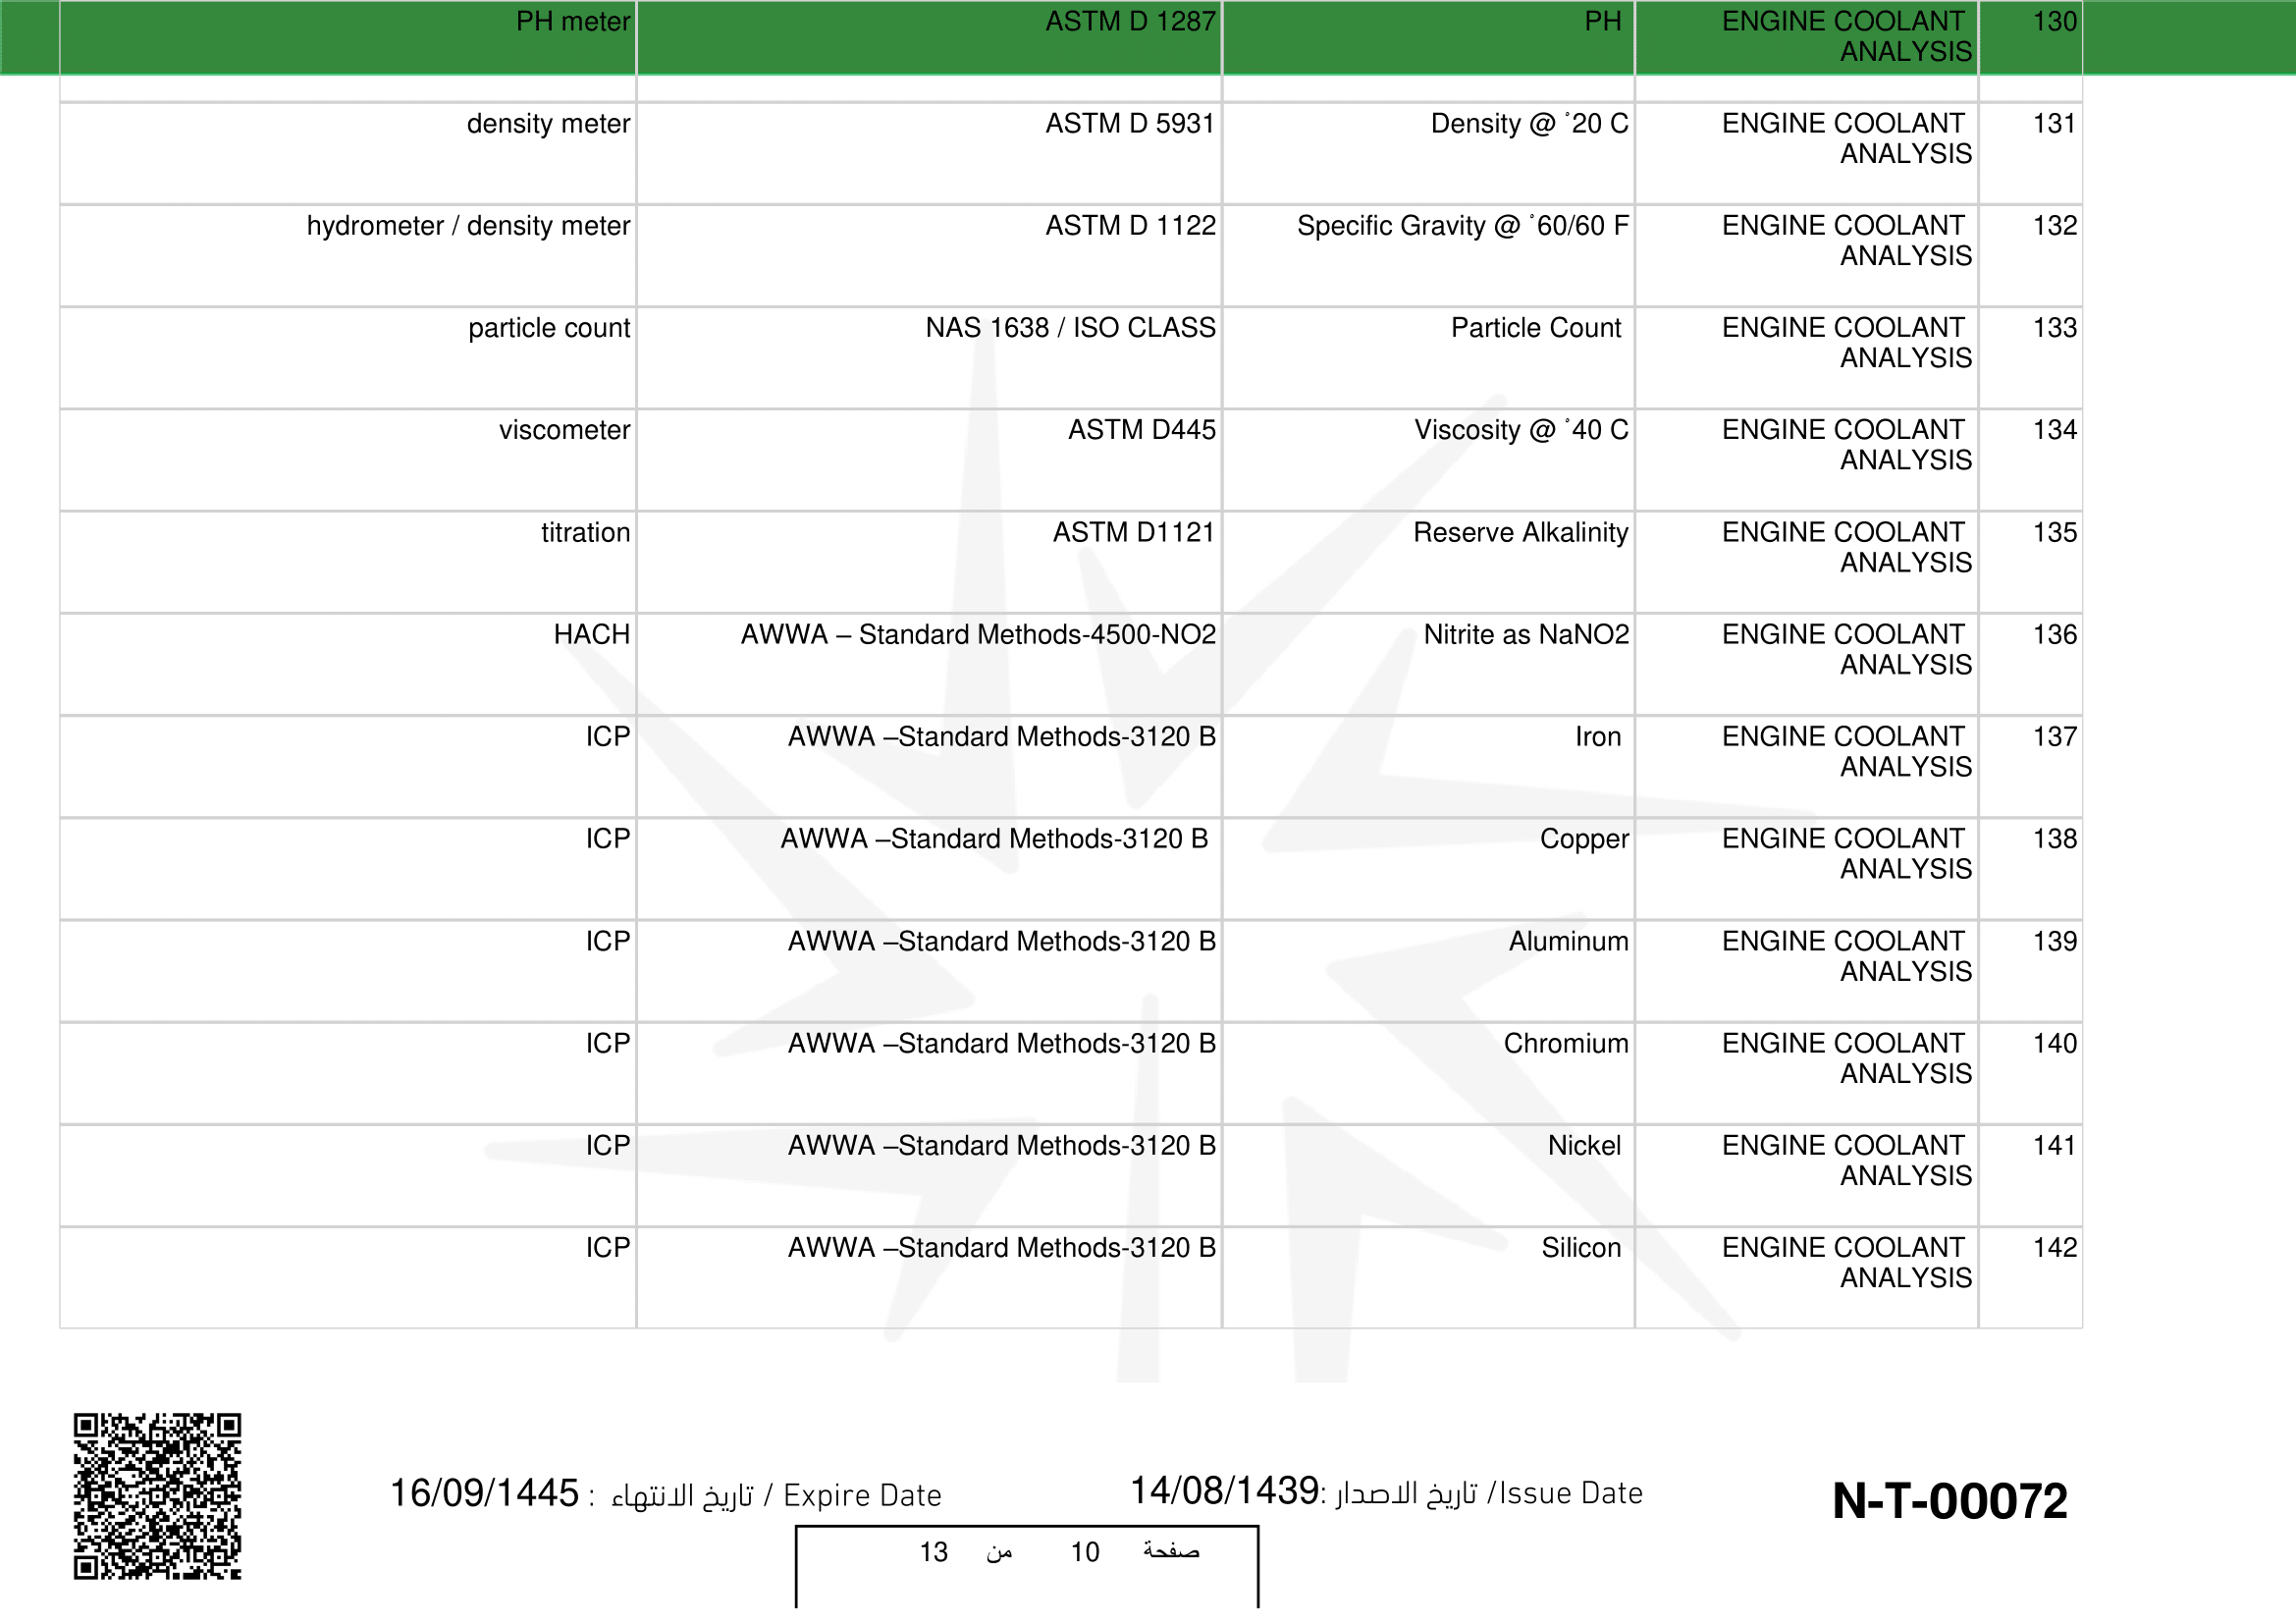 130 ENGINE COOLANT PH ASTM D 1287 PH meter
ANALYSIS
131 ENGINE COOLANT Density @ ˚20 C ASTM D 5931 density meter
ANALYSIS
132 ENGINE COOLANT Specific Gravity @ ˚60/60 F ASTM D 1122 hydrometer / density meter
ANALYSIS
133 ENGINE COOLANT Particle Count NAS 1638 / ISO CLASS particle count
ANALYSIS
134 ENGINE COOLANT Viscosity @ ˚40 C ASTM D445 viscometer
ANALYSIS
135 ENGINE COOLANT Reserve Alkalinity ASTM D1121 titration
ANALYSIS
136 ENGINE COOLANT Nitrite as NaNO2 AWWA – Standard Methods-4500-NO2 HACH
ANALYSIS
137 ENGINE COOLANT Iron AWWA –Standard Methods-3120 B ICP
ANALYSIS
138 ENGINE COOLANT Copper AWWA –Standard Methods-3120 B ICP
ANALYSIS
139 ENGINE COOLANT Aluminum AWWA –Standard Methods-3120 B ICP
ANALYSIS
140 ENGINE COOLANT Chromium AWWA –Standard Methods-3120 B ICP
ANALYSIS
141 ENGINE COOLANT Nickel AWWA –Standard Methods-3120 B ICP
ANALYSIS
142 ENGINE COOLANT Silicon AWWA –Standard Methods-3120 B ICP
ANALYSIS
N-T-00072
Issue Date/ تاريخ الاصدار: 14/08/1439
Expire Date / تاريخ الانتهاء : 16/09/1445
صفحة 10 من 13